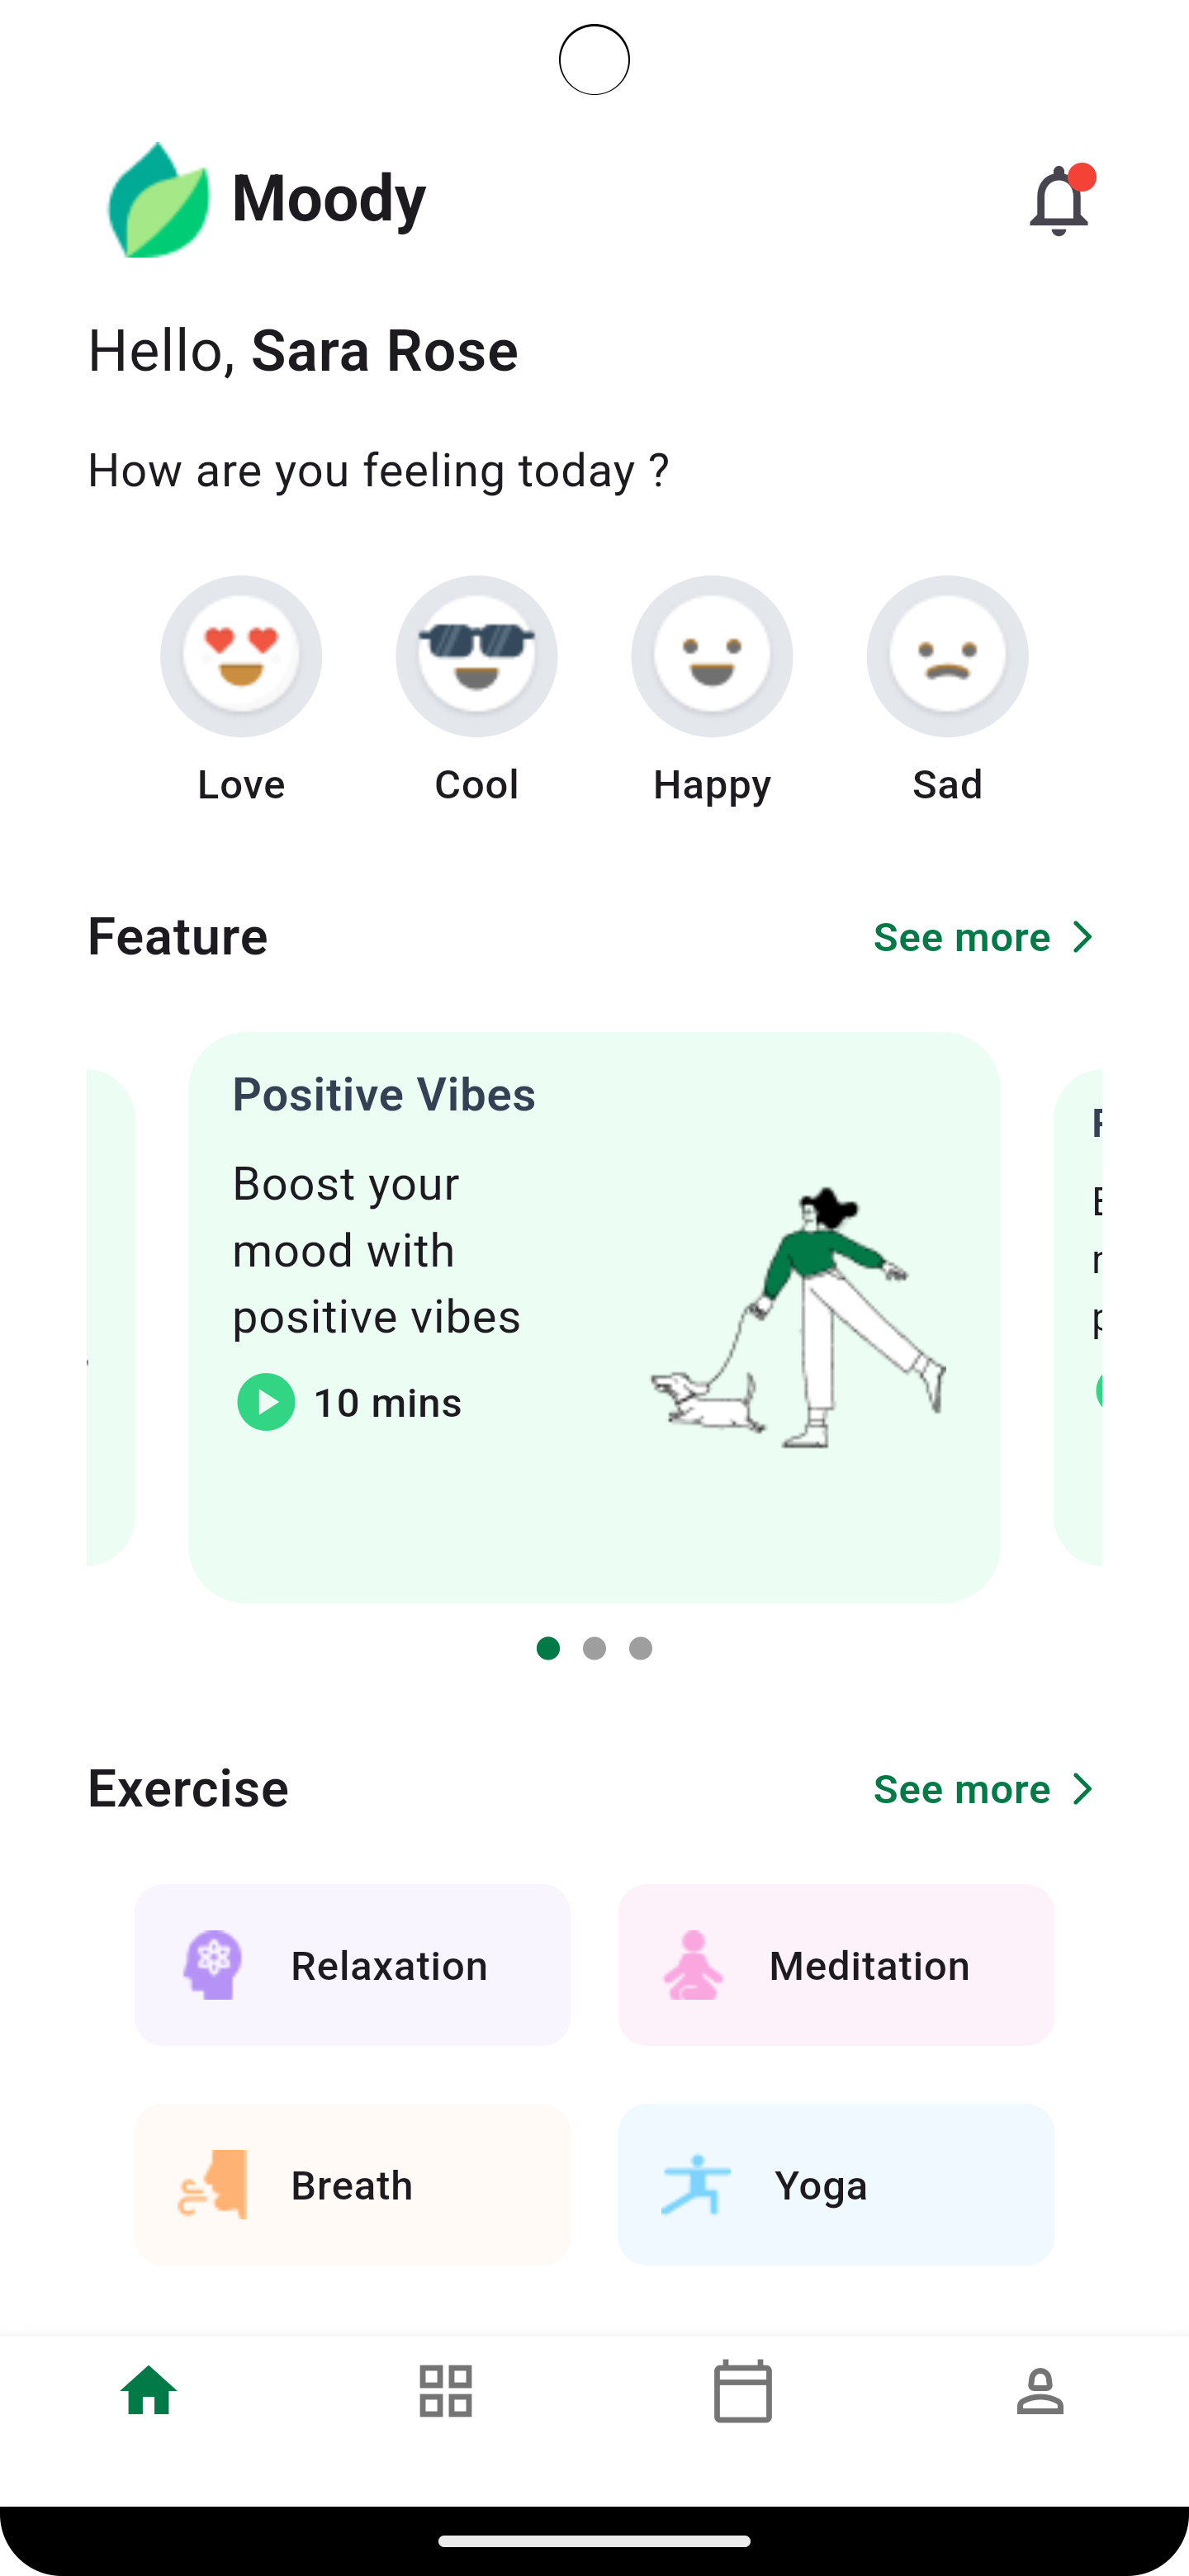 Moody
Hello, Sara Rose
How are you feeling today ?
Love Cool Happy Sad
Feature See more
Positive Vibes
Boost your
mood with
positive vibes
10 mins
Exercise See more
Relaxation Meditation
Breath Yoga